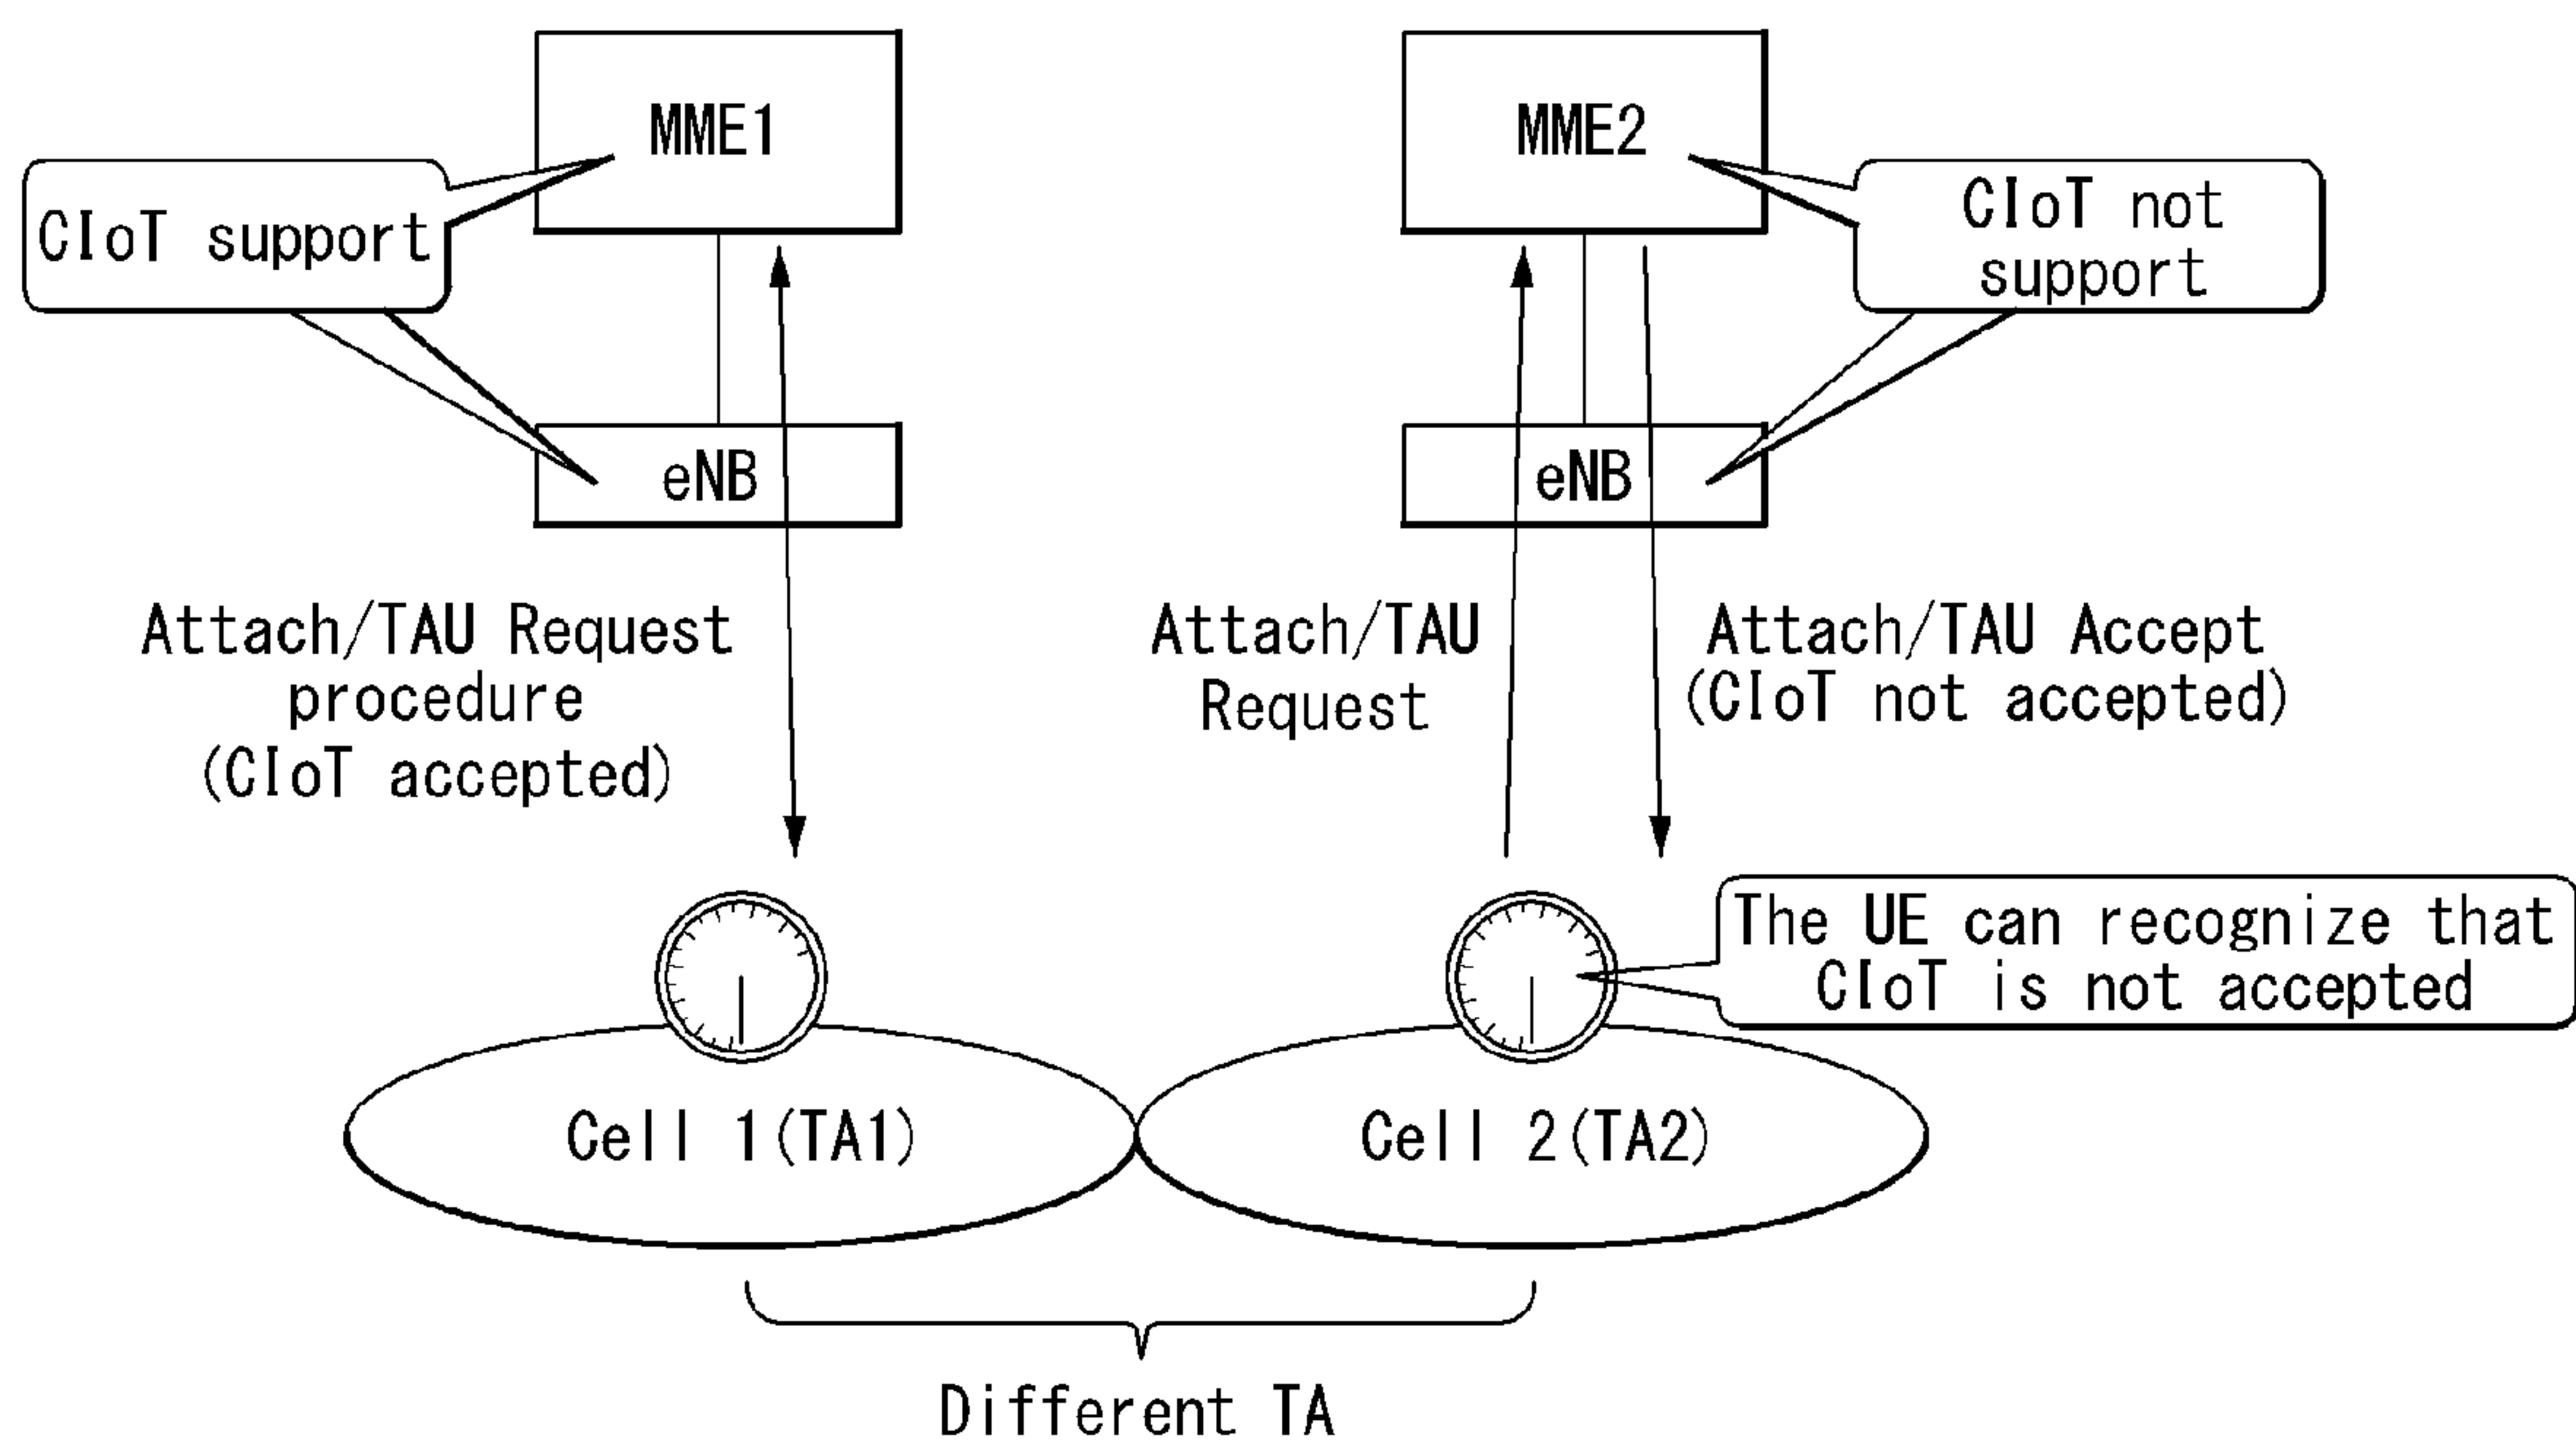 MME1
MME2
CIoT support
CIoT not
support
eNB
eNB
Attach/TAU Request
procedure
(CIoT accepted)
Attach/TAU
Request
Attach/TAU Accept
(CIoT not accepted)
The UE can recognize that
CIoT is not accepted
Cell 1(TA1)
Cell 2(TA2)
Different TA